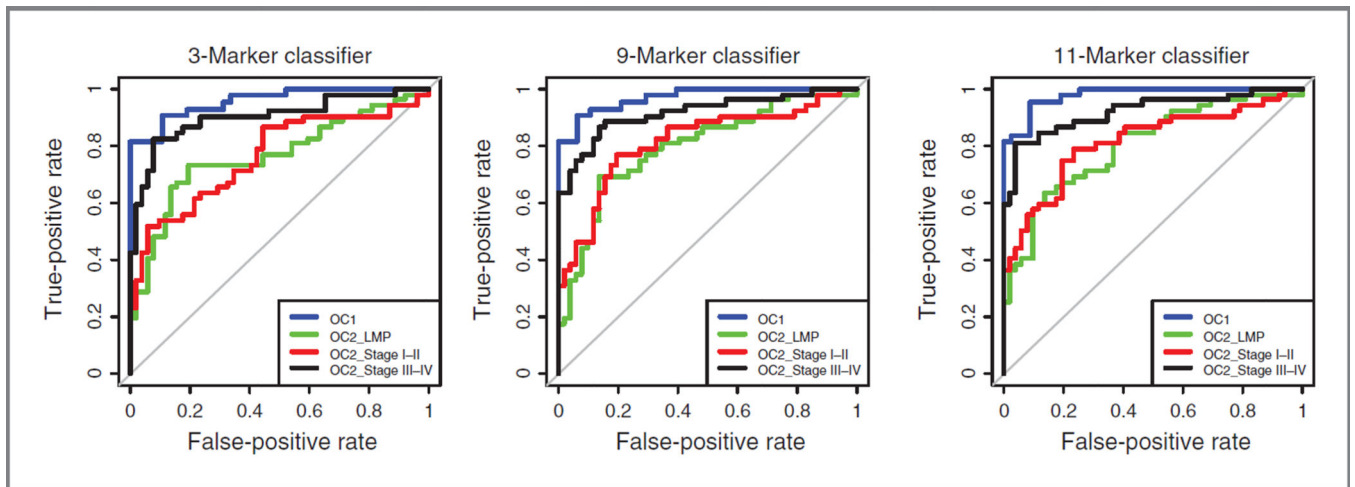 3-Marker classifier
True-positive rate
1
0.8
0.6
0.4
0.2
0
OC1
OC2_LMP
OC2_Stage I–II
OC2_Stage III–IV
0 0.2 0.4 0.6 0.8 1
False-positive rate
9-Marker classifier
True-positive rate
1
0.8
0.6
0.4
0.2
0
OC1
OC2_LMP
OC2_Stage I–II
OC2_Stage III–IV
0 0.2 0.4 0.6 0.8 1
False-positive rate
11-Marker classifier
True-positive rate
1
0.8
0.6
0.4
0.2
0
OC1
OC2_LMP
OC2_Stage I–II
OC2_Stage III–IV
0 0.2 0.4 0.6 0.8 1
False-positive rate